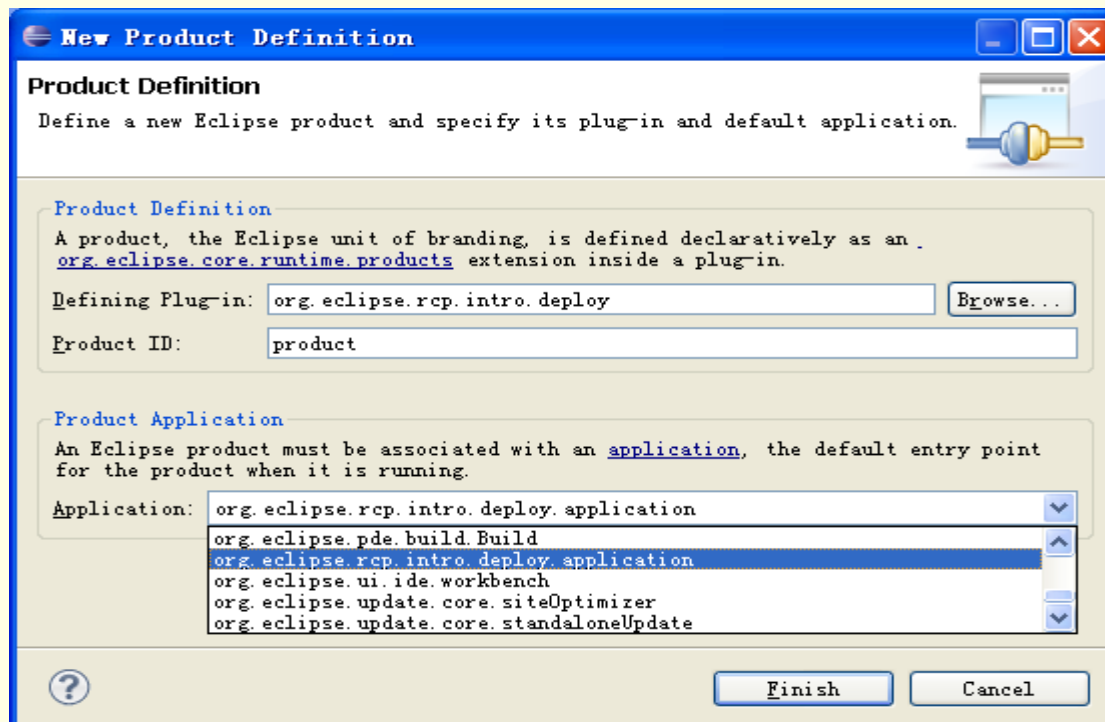 New Product Definition
Product Definition
Define a new Eclipse product and specify its plug-in and default application.
Product Definition
A product, the Eclipse unit of branding, is defined declaratively as an
org.eclipse.core.runtime.products extension inside a plug-in.
Defining Plug-in: org.eclipse.rcp.intro.deploy Browse...
Product ID: product
Product Application
An Eclipse product must be associated with an application, the default entry point
for the product when it is running.
Application: org.eclipse.rcp.intro.deploy.application
org.eclipse.pde.build.Build
org.eclipse.rcp.intro.deploy.application
org.eclipse.ui.ide.workbench
org.eclipse.update.core.siteOptimizer
org.eclipse.update.core.standaloneUpdate
? Finish Cancel